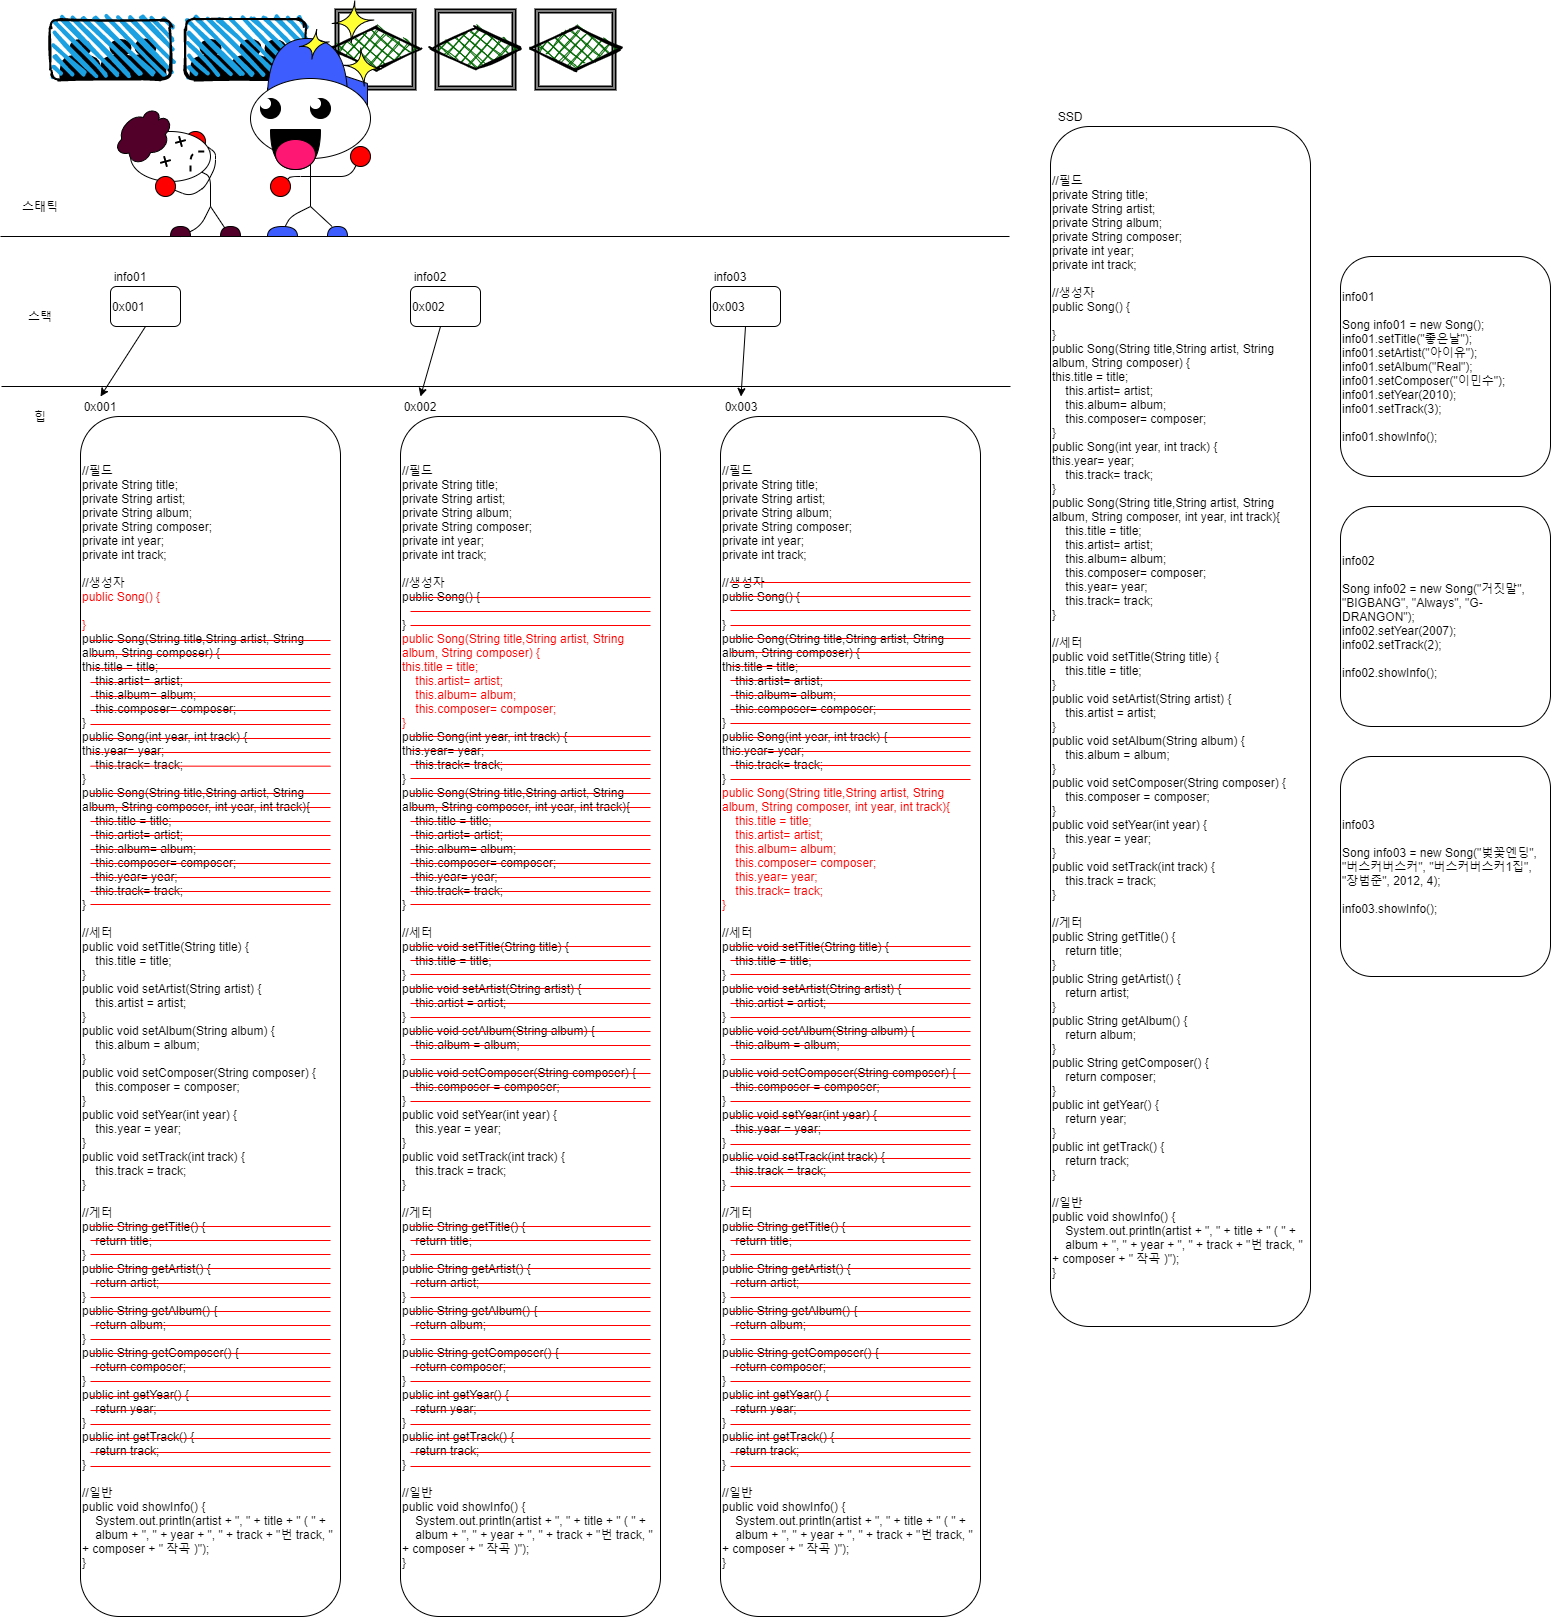 스태틱
스택
info01
0x001
info02
0x002
info03
0x003
힙
0x001
//필드
private String title;
private String artist;
private String album;
private String composer;
private int year;
private int track;
//생성자
public Song() {
}
public Song(String title,String artist, String
album, String composer) {
this.title = title;
this.artist= artist;
this.album= album;
this.composer= composer;
}
public Song(int year, int track) {
this.year= year;
this.track= track;
}
public Song(String title,String artist, String
album, String composer, int year, int track){
this.title = title;
this.artist= artist;
this.album= album;
this.composer= composer;
this.year= year;
this.track= track;
}
//세터
public void setTitle(String title) {
this.title = title;
}
public void setArtist(String artist) {
this.artist = artist;
}
public void setAlbum(String album) {
this.album = album;
}
public void setComposer(String composer) {
this.composer = composer;
}
public void setYear(int year) {
this.year = year;
}
public void setTrack(int track) {
this.track = track;
}
//게터
public String getTitle() {
return title;
}
public String getArtist() {
return artist;
}
public String getAlbum() {
return album;
}
public String getComposer() {
return composer;
}
public int getYear() {
return year;
}
public int getTrack() {
return track;
}
//일반
public void showInfo() {
System.out.println(artist + ", " + title + " ( " +
album + ", " + year + ", " + track + "번 track, "
+ composer + " 작곡 )");
}
0x002
//필드
private String title;
private String artist;
private String album;
private String composer;
private int year;
private int track;
//생성자
public Song() {
}
public Song(String title,String artist, String
album, String composer) {
this.title = title;
this.artist= artist;
this.album= album;
this.composer= composer;
}
public Song(int year, int track) {
this.year= year;
this.track= track;
}
public Song(String title,String artist, String
album, String composer, int year, int track){
this.title = title;
this.artist= artist;
this.album= album;
this.composer= composer;
this.year= year;
this.track= track;
}
//세터
public void setTitle(String title) {
this.title = title;
}
public void setArtist(String artist) {
this.artist = artist;
}
public void setAlbum(String album) {
this.album = album;
}
public void setComposer(String composer) {
this.composer = composer;
}
public void setYear(int year) {
this.year = year;
}
public void setTrack(int track) {
this.track = track;
}
//게터
public String getTitle() {
return title;
}
public String getArtist() {
return artist;
}
public String getAlbum() {
return album;
}
public String getComposer() {
return composer;
}
public int getYear() {
return year;
}
public int getTrack() {
return track;
}
//일반
public void showInfo() {
System.out.println(artist + ", " + title + " ( " +
album + ", " + year + ", " + track + "번 track, "
+ composer + " 작곡 )");
}
0x003
//필드
private String title;
private String artist;
private String album;
private String composer;
private int year;
private int track;
//생성자
public Song() {
}
public Song(String title,String artist, String
album, String composer) {
this.title = title;
this.artist= artist;
this.album= album;
this.composer= composer;
}
public Song(int year, int track) {
this.year= year;
this.track= track;
}
public Song(String title,String artist, String
album, String composer, int year, int track){
this.title = title;
this.artist= artist;
this.album= album;
this.composer= composer;
this.year= year;
this.track= track;
}
//세터
public void setTitle(String title) {
this.title = title;
}
public void setArtist(String artist) {
this.artist = artist;
}
public void setAlbum(String album) {
this.album = album;
}
public void setComposer(String composer) {
this.composer = composer;
}
public void setYear(int year) {
this.year = year;
}
public void setTrack(int track) {
this.track = track;
}
//게터
public String getTitle() {
return title;
}
public String getArtist() {
return artist;
}
public String getAlbum() {
return album;
}
public String getComposer() {
return composer;
}
public int getYear() {
return year;
}
public int getTrack() {
return track;
}
//일반
public void showInfo() {
System.out.println(artist + ", " + title + " ( " +
album + ", " + year + ", " + track + "번 track, "
+ composer + " 작곡 )");
}
SSD
//필드
private String title;
private String artist;
private String album;
private String composer;
private int year;
private int track;
//생성자
public Song() {
}
public Song(String title,String artist, String
album, String composer) {
this.title = title;
this.artist= artist;
this.album= album;
this.composer= composer;
}
public Song(int year, int track) {
this.year= year;
this.track= track;
}
public Song(String title,String artist, String
album, String composer, int year, int track){
this.title = title;
this.artist= artist;
this.album= album;
this.composer= composer;
this.year= year;
this.track= track;
}
//세터
public void setTitle(String title) {
this.title = title;
}
public void setArtist(String artist) {
this.artist = artist;
}
public void setAlbum(String album) {
this.album = album;
}
public void setComposer(String composer) {
this.composer = composer;
}
public void setYear(int year) {
this.year = year;
}
public void setTrack(int track) {
this.track = track;
}
//게터
public String getTitle() {
return title;
}
public String getArtist() {
return artist;
}
public String getAlbum() {
return album;
}
public String getComposer() {
return composer;
}
public int getYear() {
return year;
}
public int getTrack() {
return track;
}
//일반
public void showInfo() {
System.out.println(artist + ", " + title + " ( " +
album + ", " + year + ", " + track + "번 track, "
+ composer + " 작곡 )");
}
info01
Song info01 = new Song();
info01.setTitle("좋은날");
info01.setArtist("아이유");
info01.setAlbum("Real");
info01.setComposer("이민수");
info01.setYear(2010);
info01.setTrack(3);
info01.showInfo();
info02
Song info02 = new Song("거짓말",
"BIGBANG", "Always", "G-
DRANGON");
info02.setYear(2007);
info02.setTrack(2);
info02.showInfo();
info03
Song info03 = new Song("벚꽃엔딩",
"버스커버스커", "버스커버스커1집",
"장범준", 2012, 4);
info03.showInfo();